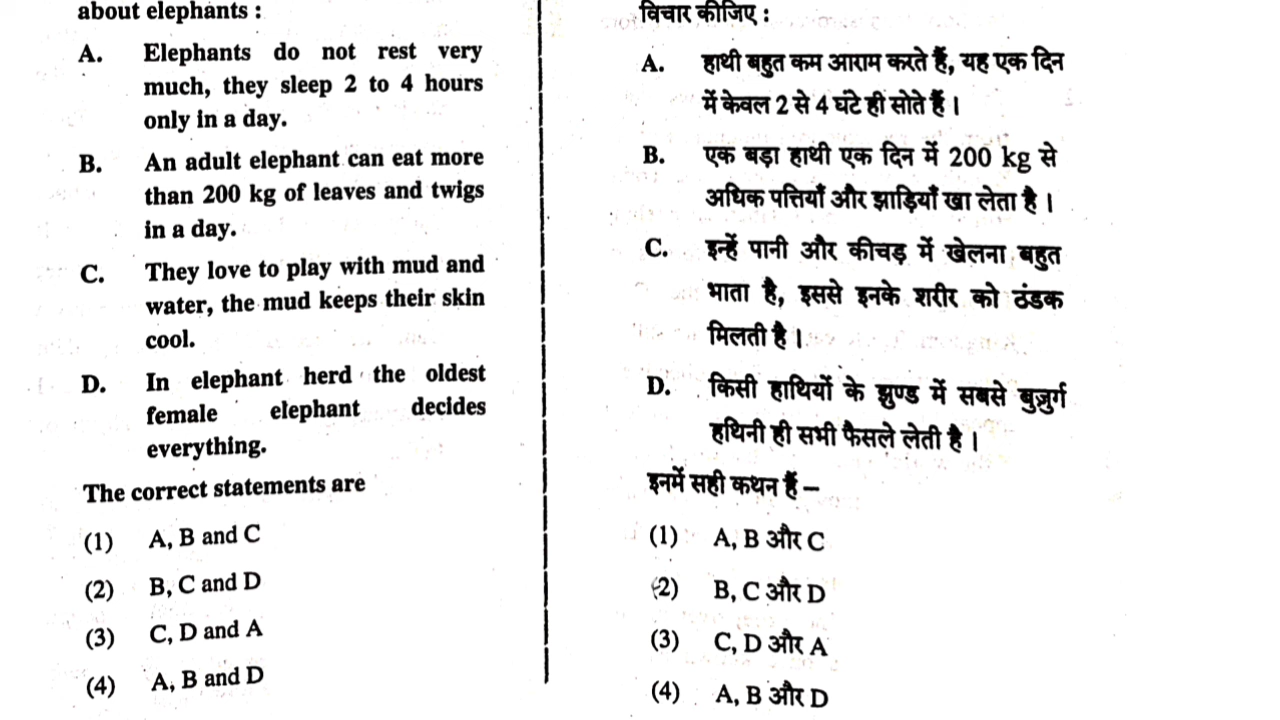 about elephants :
A. Elephants do not rest very
much, they sleep 2 to 4 hours
only in a day.
B. An adult elephant can eat more
than 200 kg of leaves and twigs
in a day.
C. They love to play with mud and
water, the mud keeps their skin
cool.
D. In elephant herd the oldest
female elephant decides
everything.
The correct statements are
(1) A, B and C
(2) B, C and D
(3) C, D and A
(4) A, B and D
विचार कीजिए :
A. हाथी बहुत कम आराम करते हैं, यह एक दिन
में केवल 2 से 4 घंटे ही सोते हैं ।
B. एक बड़ा हाथी एक दिन में 200 kg से
अधिक पत्तियाँ और झाड़ियाँ खा लेता है ।
C. इन्हें पानी और कीचड़ में खेलना बहुत
भाता है, इससे इनके शरीर को ठंडक
मिलती है ।
D. किसी हाथियों के झुण्ड में सबसे बुज़ुर्ग
हथिनी ही सभी फैसले लेती है ।
इनमें सही कथन हैं –
(1) A, B और C
(2) B, C और D
(3) C, D और A
(4) A, B और D